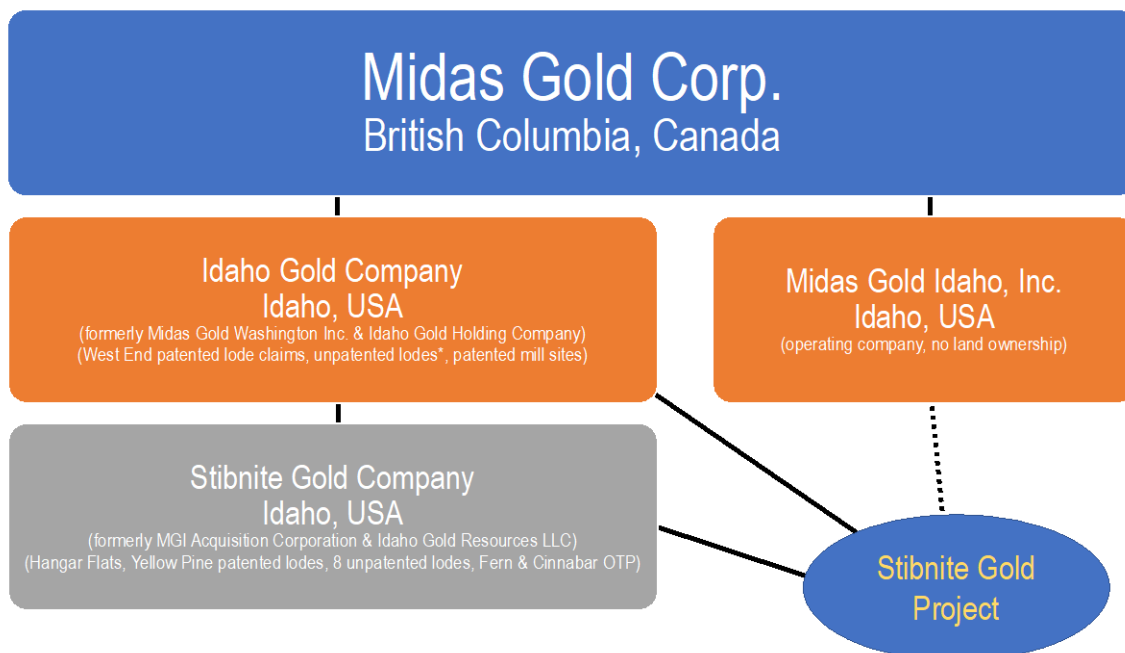 Midas Gold Corp.
British Columbia, Canada
Idaho Gold Company
Idaho, USA
(formerly Midas Gold Washington Inc. & Idaho Gold Holding Company)
(West End patented lode claims, unpatented lodes*, patented mill sites)
Midas Gold Idaho, Inc.
Idaho, USA
(operating company, no land ownership)
Stibnite Gold Company
Idaho, USA
(formerly MGI Acquisition Corporation & Idaho Gold Resources LLC)
(Hangar Flats, Yellow Pine patented lodes, 8 unpatented lodes, Fern & Cinnabar OTP)
Stibnite Gold
Project